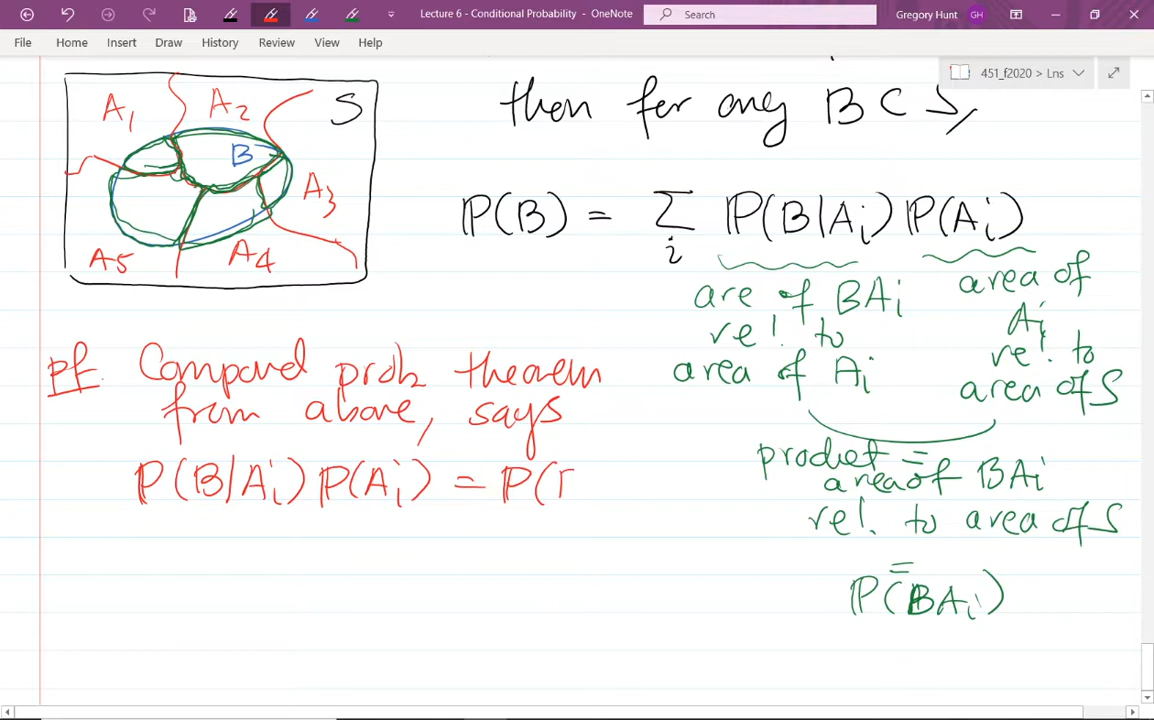 Lecture 6 - Conditional Probability - OneNote
Search
Gregory Hunt
GH
File Home Insert Draw History Review View Help
451_f2020 > Lns
A₁ A₂ S
B
A₃
A₅ A₄
then for any B ⊂ S,
P(B) = Σ P(B|Aᵢ) P(Aᵢ)
i
are of BAᵢ
rel. to
area of Aᵢ
area of
Aᵢ
rel. to
area of S
product =
area of BAᵢ
rel. to area of S
=
P(BAᵢ)
pf. Compound prob theorem
from above, says
P(B|Aᵢ) P(Aᵢ) = P(